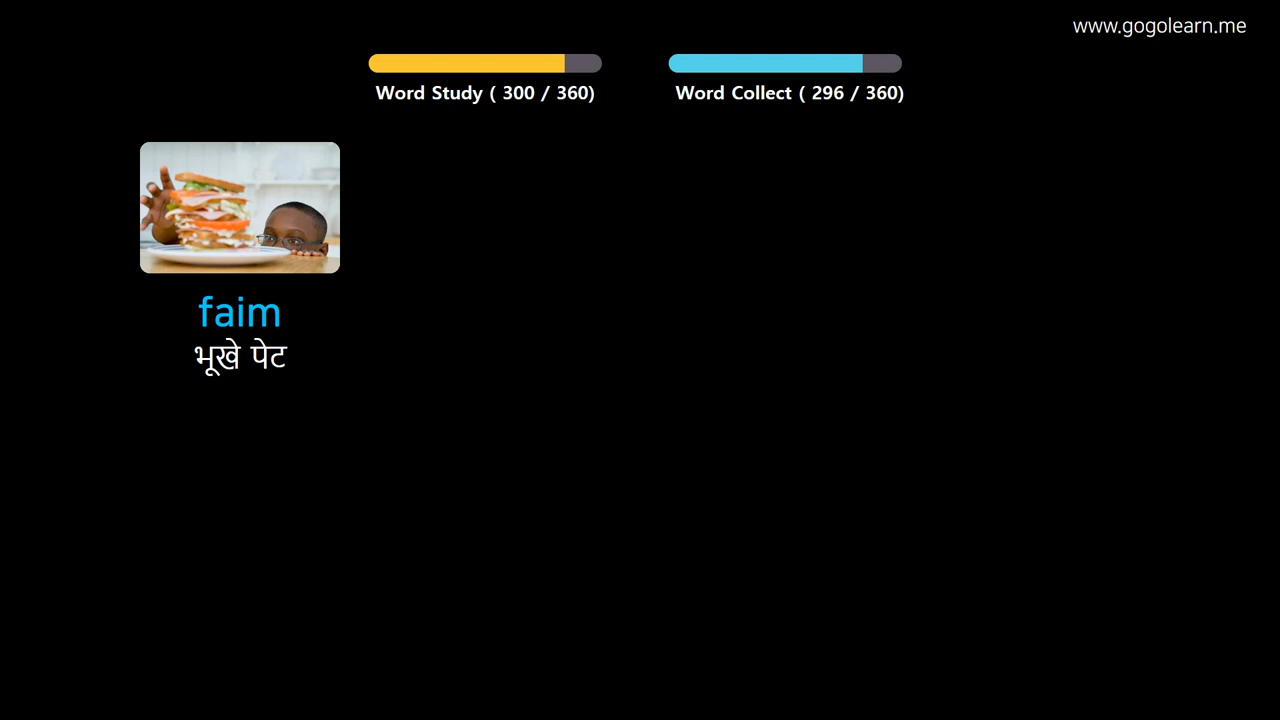 www.gogolearn.me
Word Study ( 300 / 360)
Word Collect ( 296 / 360)
faim
भूखे पेट